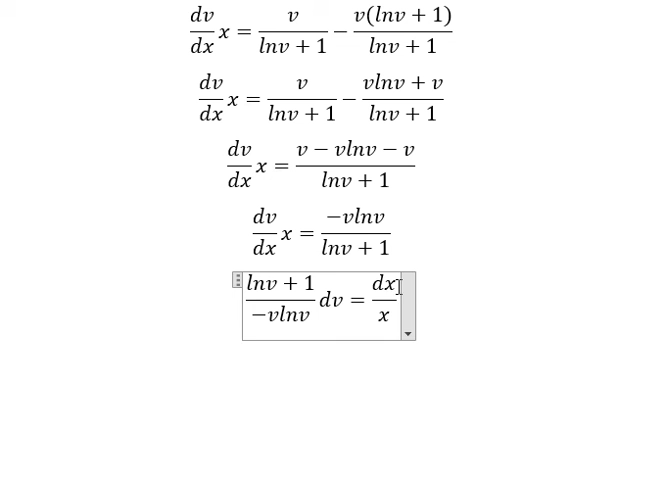 dv/dx x = v/(lnv + 1) − v(lnv + 1)/(lnv + 1)
dv/dx x = v/(lnv + 1) − (vlnv + v)/(lnv + 1)
dv/dx x = (v − vlnv − v)/(lnv + 1)
dv/dx x = (−vlnv)/(lnv + 1)
(lnv + 1)/(−vlnv) dv = dx/x